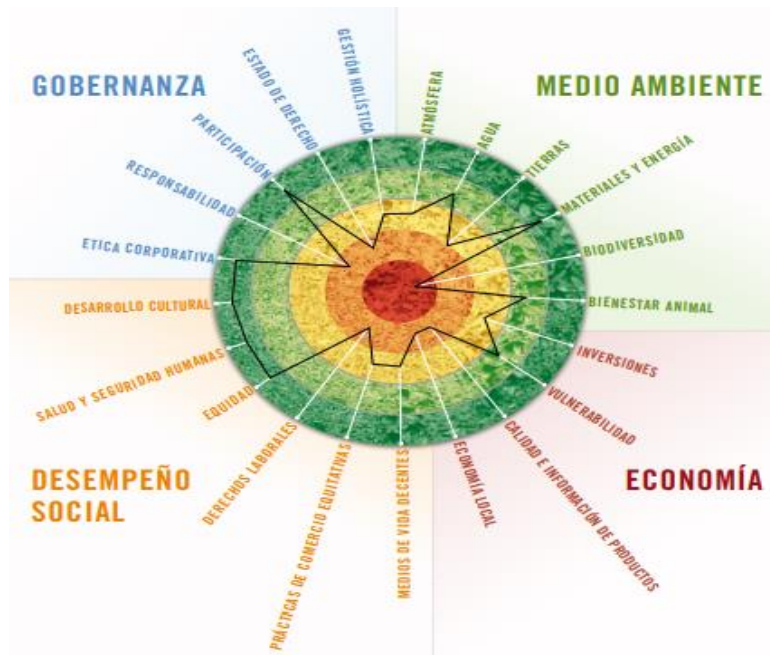 GOBERNANZA
ETICA CORPORATIVA
RESPONSABILIDAD
PARTICIPACIÓN
ESTADO DE DERECHO
GESTIÓN HOLÍSTICA
MEDIO AMBIENTE
ATMÓSFERA
AGUA
TIERRAS
MATERIALES Y ENERGÍA
BIODIVERSIDAD
BIENESTAR ANIMAL
ECONOMÍA
INVERSIONES
VULNERABILIDAD
CALIDAD E INFORMACIÓN DE PRODUCTOS
ECONOMÍA LOCAL
DESEMPEÑO
SOCIAL
MEDIOS DE VIDA DECENTES
PRÁCTICAS DE COMERCIO EQUITATIVAS
DERECHOS LABORALES
EQUIDAD
SALUD Y SEGURIDAD HUMANAS
DESARROLLO CULTURAL